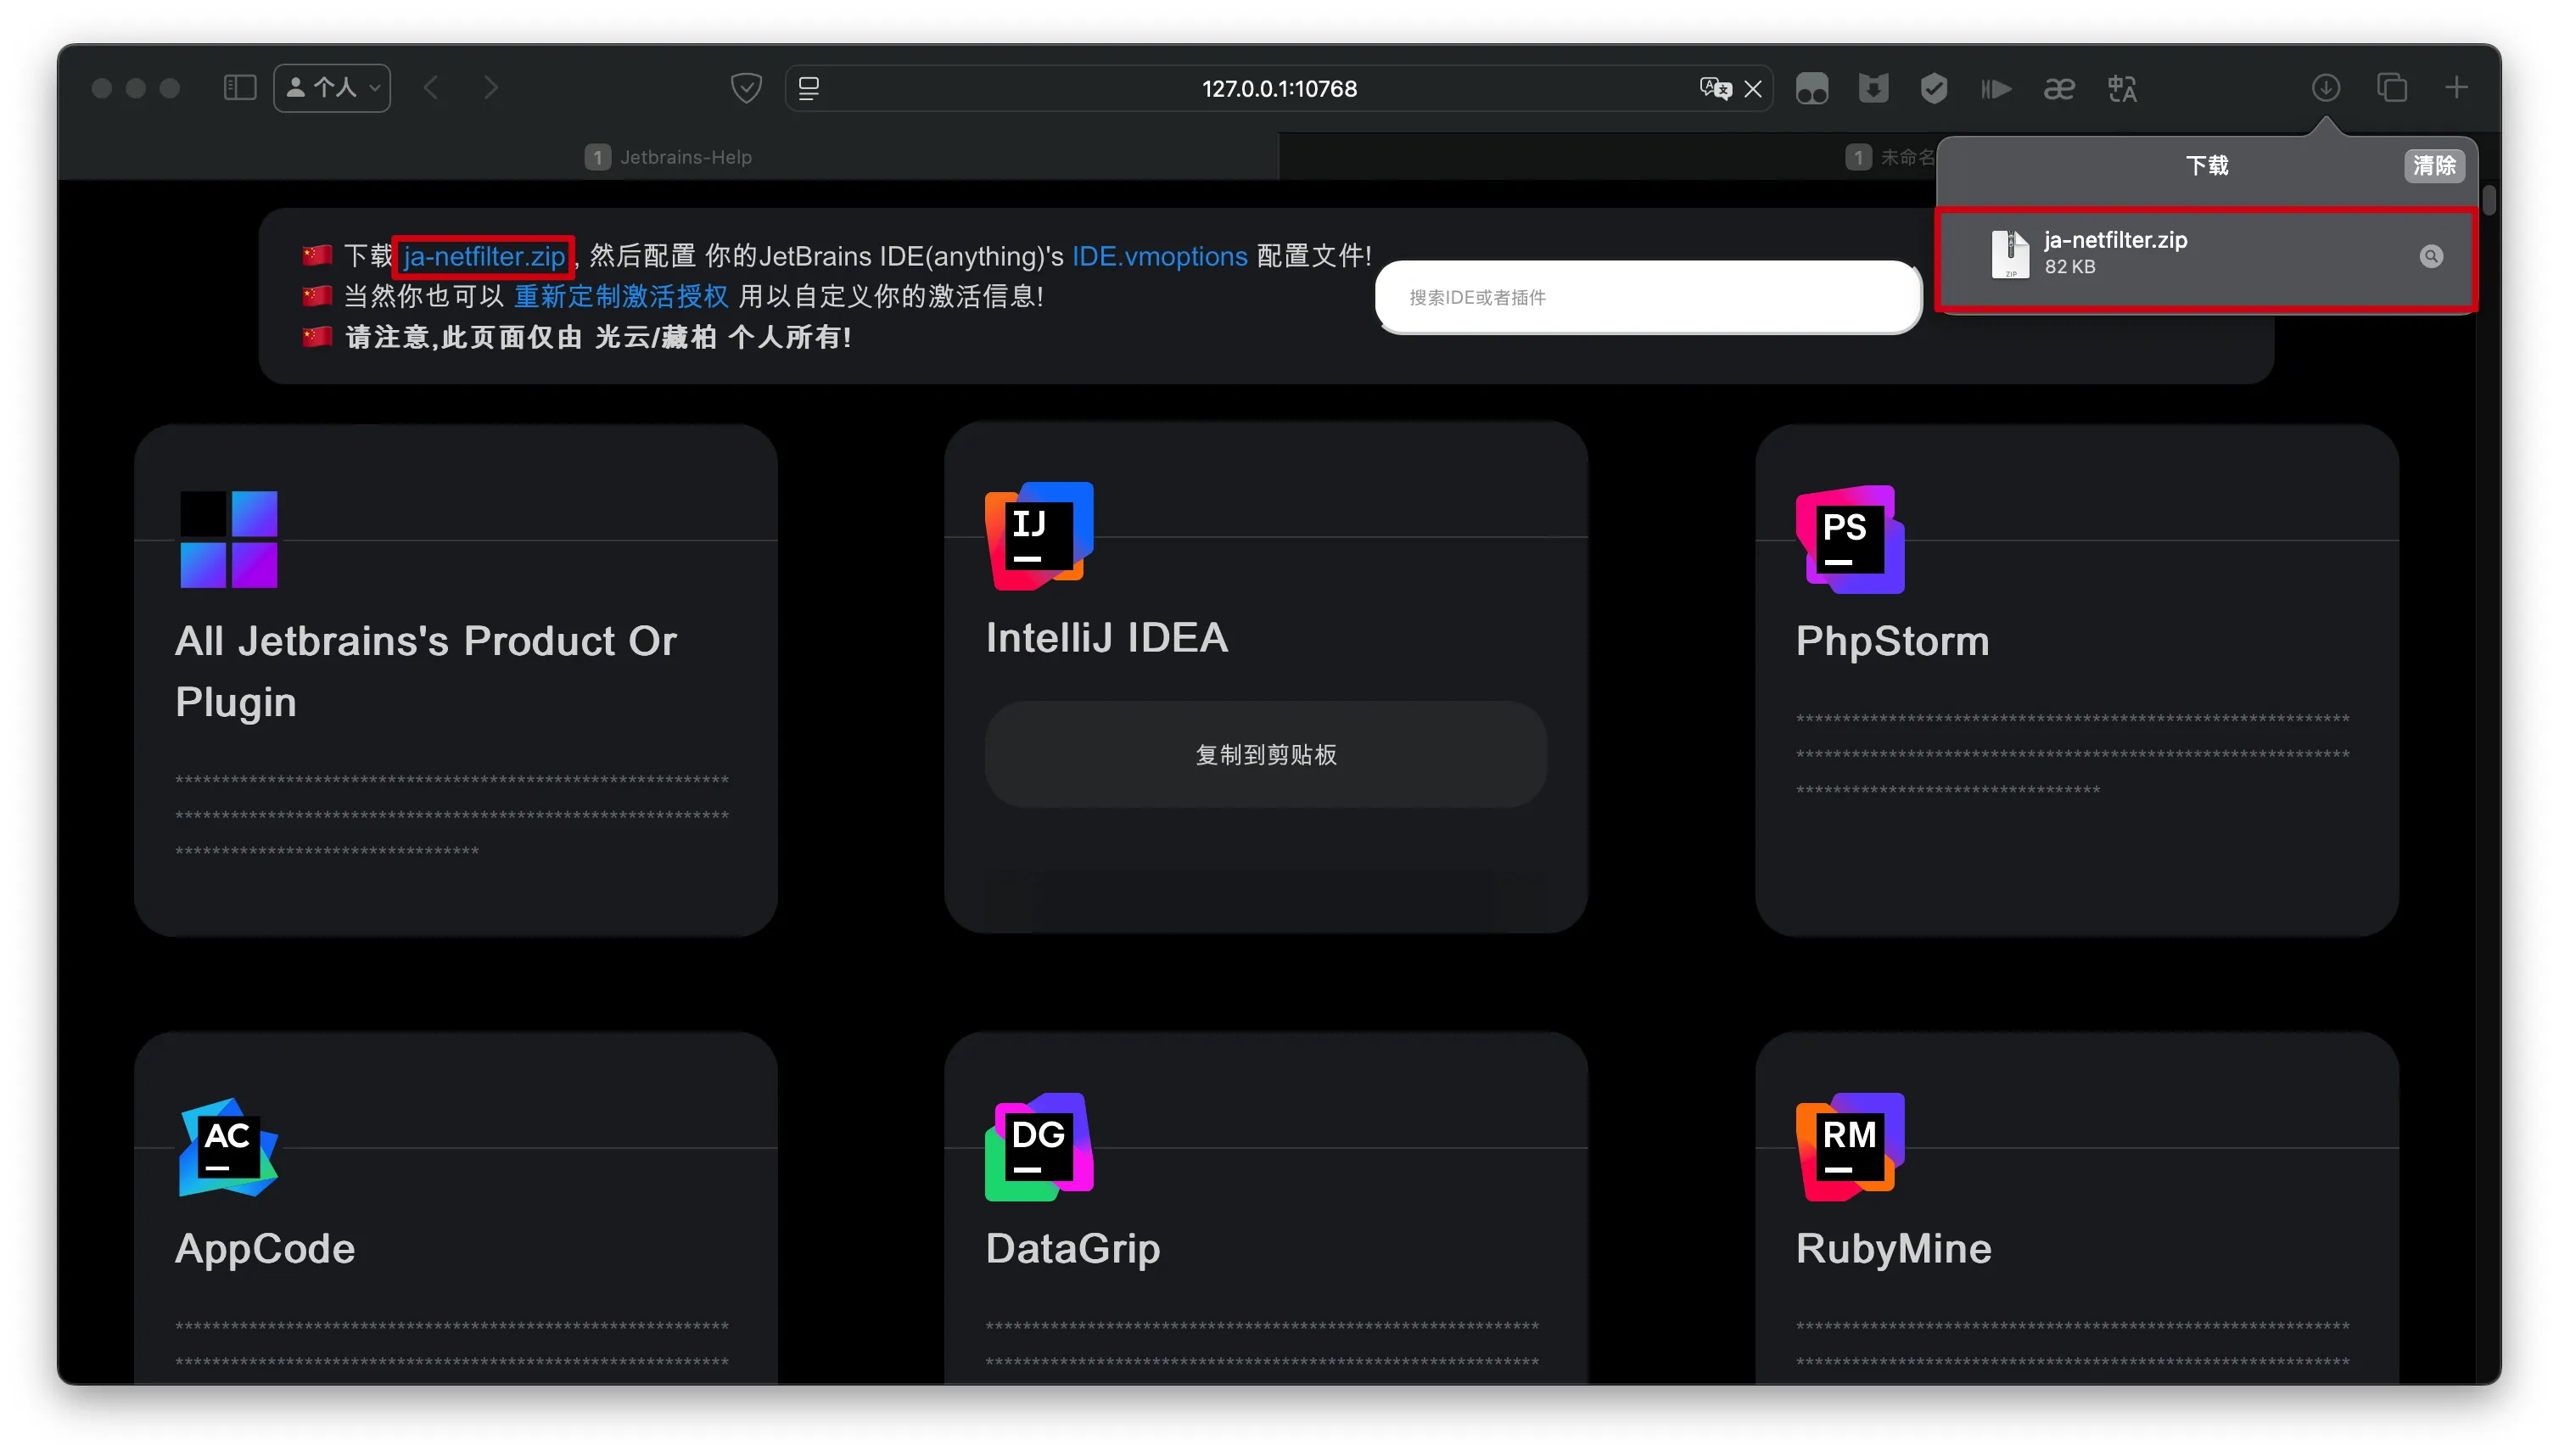 个人
127.0.0.1:10768
1 Jetbrains-Help
1 未命名
下载
清除
ja-netfilter.zip
82 KB
ZIP
🇨🇳 下载 ja-netfilter.zip, 然后配置 你的JetBrains IDE(anything)'s IDE.vmoptions 配置文件!
🇨🇳 当然你也可以 重新定制激活授权 用以自定义你的激活信息!
🇨🇳 请注意,此页面仅由 光云/藏柏 个人所有!
搜索IDE或者插件
All Jetbrains's Product Or
Plugin
IJ
IntelliJ IDEA
复制到剪贴板
PS
PhpStorm
AC
AppCode
DG
DataGrip
RM
RubyMine